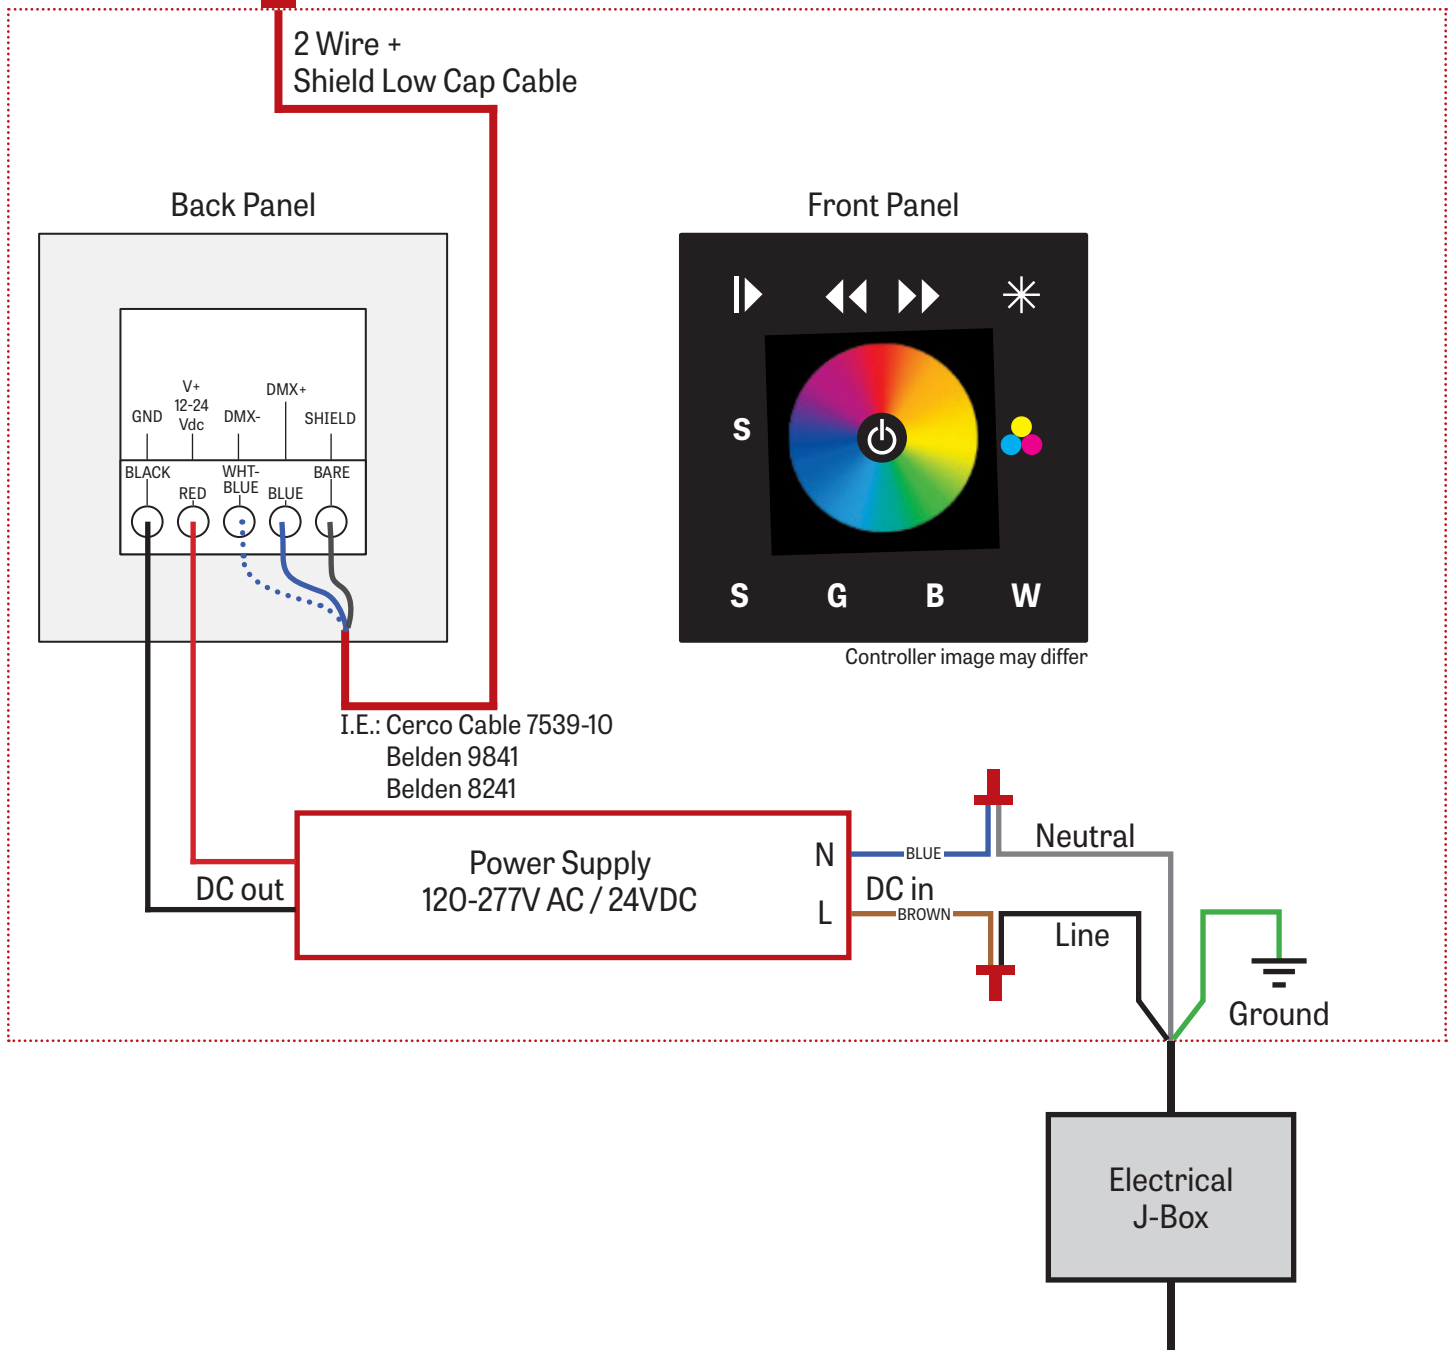 2 Wire +
Shield Low Cap Cable
Back Panel
Front Panel
GND
V+
12-24
Vdc
DMX-
DMX+
SHIELD
BLACK
RED
WHT-
BLUE
BLUE
BARE
S
S G B W
Controller image may differ
I.E.: Cerco Cable 7539-10
Belden 9841
Belden 8241
DC out
Power Supply
120-277V AC / 24VDC
N
L
BLUE
DC in
BROWN
Neutral
Line
Ground
Electrical
J-Box